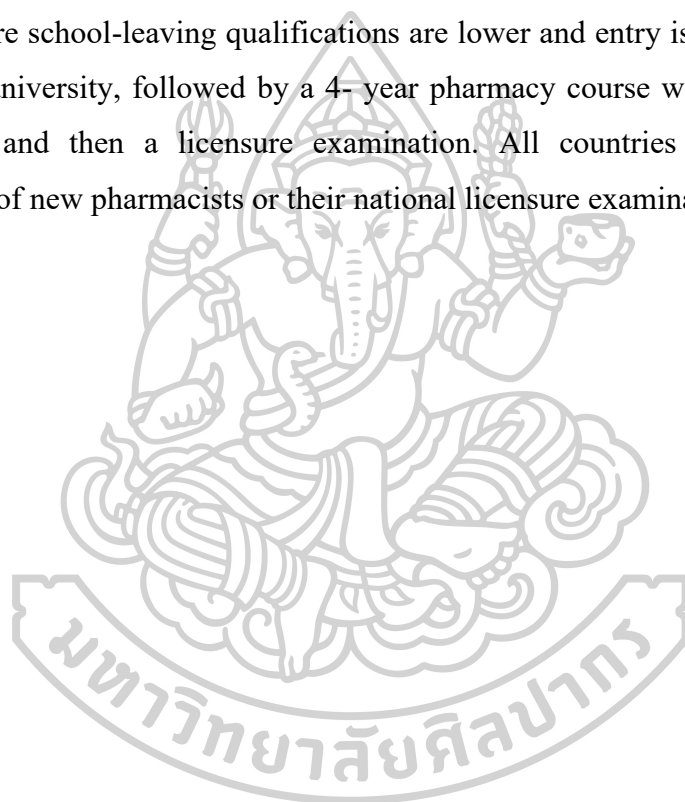 re school-leaving qualifications are lower and entry is
university, followed by a 4- year pharmacy course w
and then a licensure examination. All countries
of new pharmacists or their national licensure examina
มหาวิทยาลัยศิลปากร